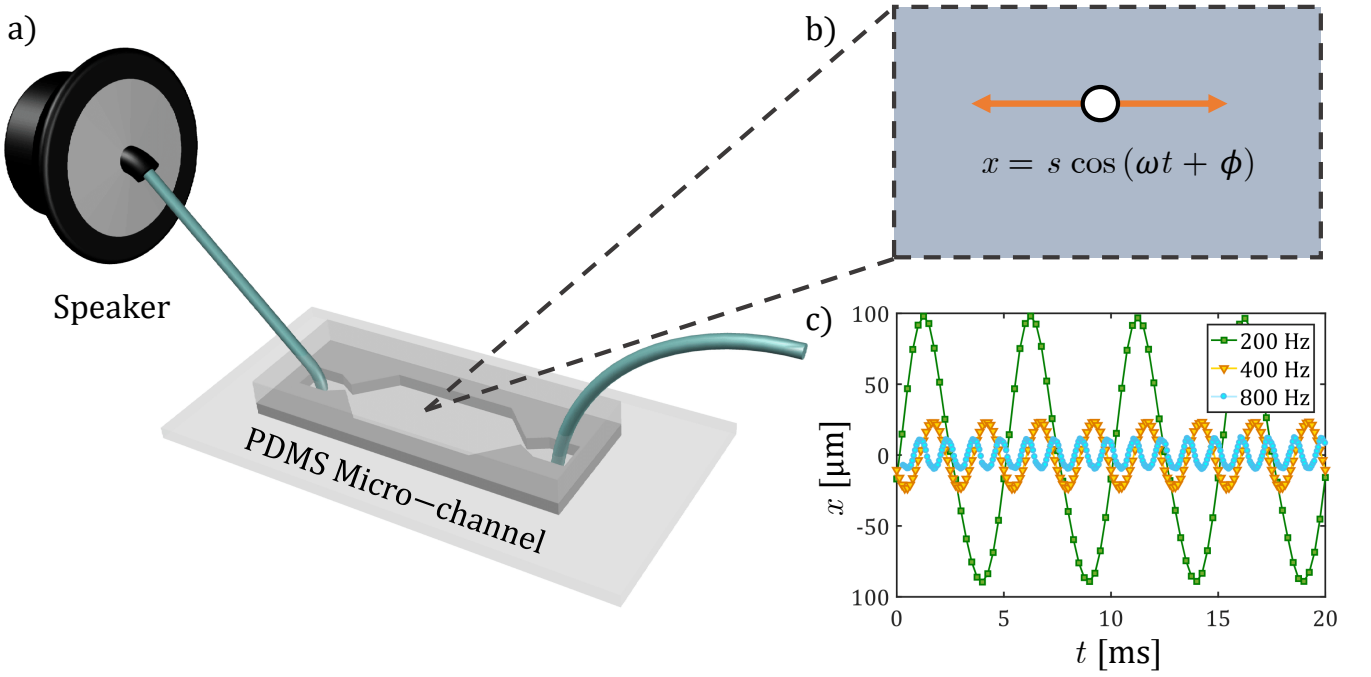 a)
Speaker
PDMS Micro−channel
b)
x = s cos (ωt + ϕ)
c)
100
50
0
-50
100
x [μm]
200 Hz
400 Hz
800 Hz
0 5 10 15 20
t [ms]